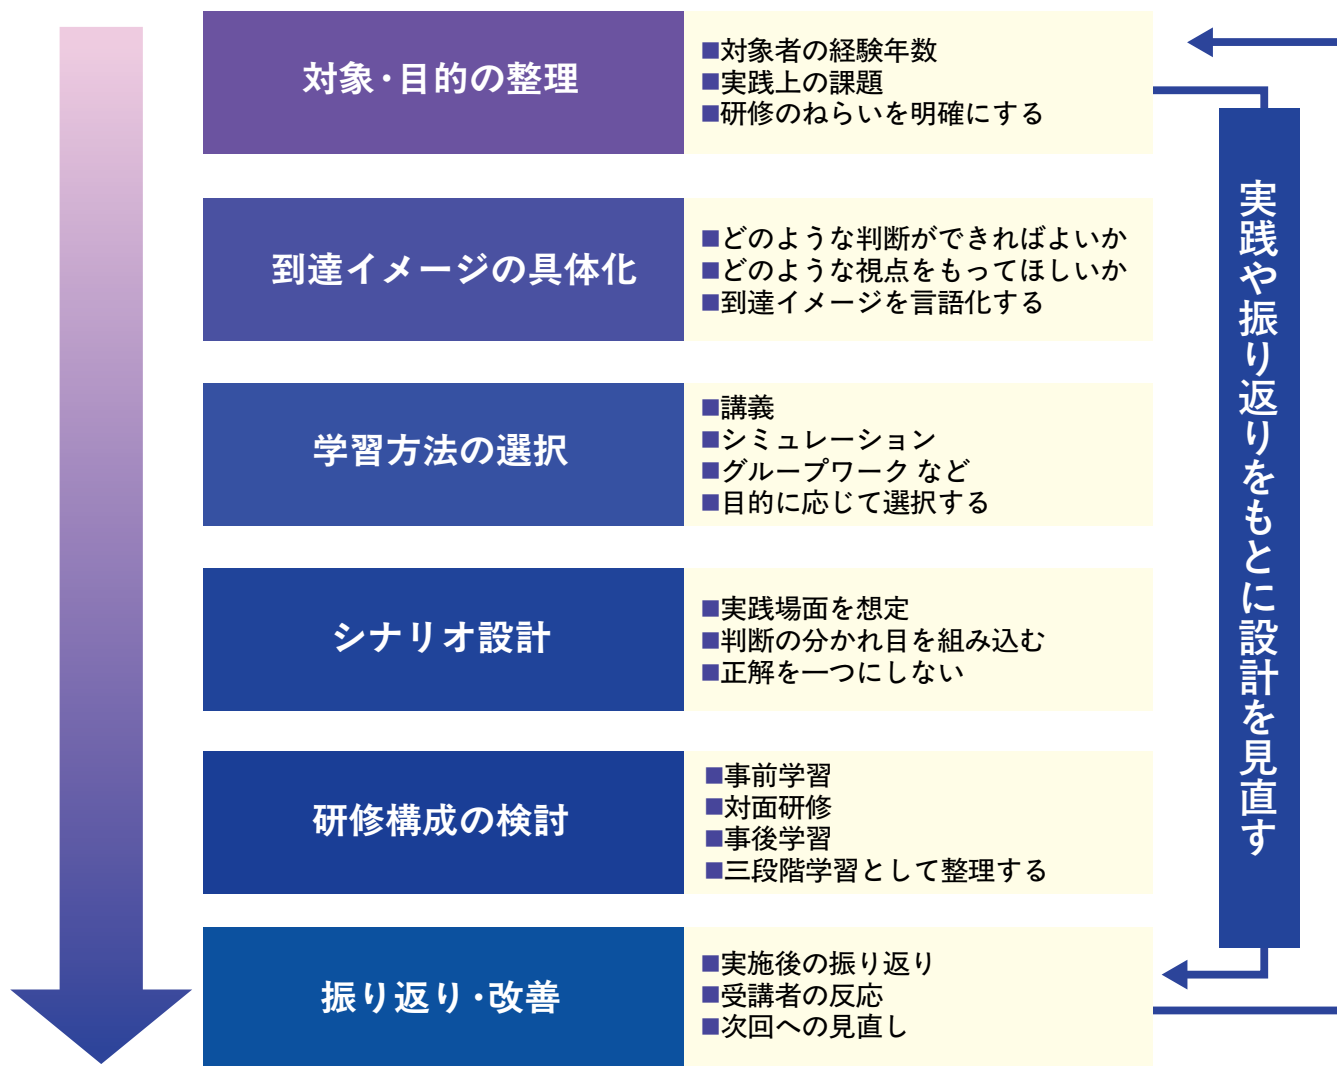 対象・目的の整理
■対象者の経験年数
■実践上の課題
■研修のねらいを明確にする
到達イメージの具体化
■どのような判断ができればよいか
■どのような視点をもってほしいか
■到達イメージを言語化する
学習方法の選択
■講義
■シミュレーション
■グループワーク など
■目的に応じて選択する
シナリオ設計
■実践場面を想定
■判断の分かれ目を組み込む
■正解を一つにしない
研修構成の検討
■事前学習
■対面研修
■事後学習
■三段階学習として整理する
振り返り・改善
■実施後の振り返り
■受講者の反応
■次回への見直し
実践や振り返りをもとに設計を見直す